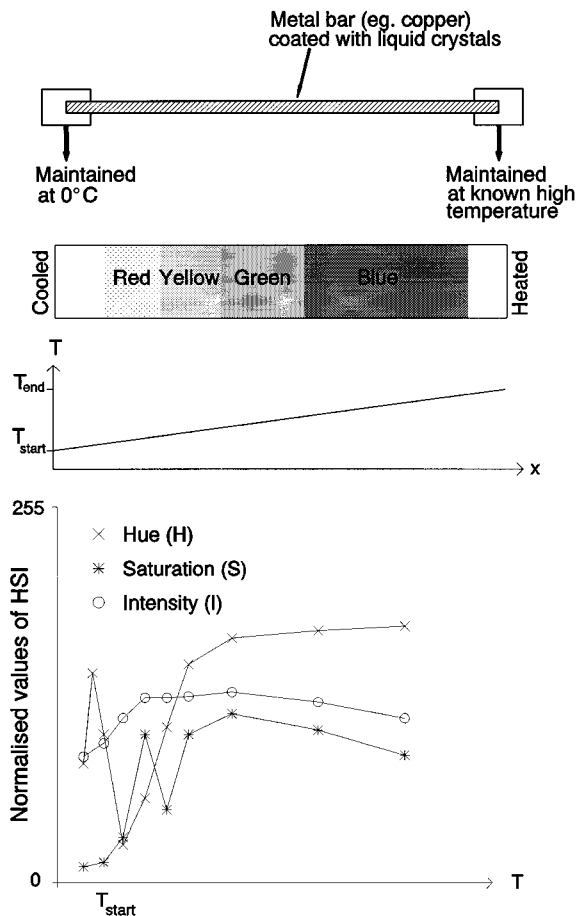 Metal bar (eg. copper)
coated with liquid crystals
Maintained
at 0°C
Maintained
at known high
temperature
Cooled
Red Yellow Green Blue
Heated
T
Tend
Tstart
x
255
Hue (H)
Saturation (S)
Intensity (I)
Normalised values of HSI
0
T
Tstart